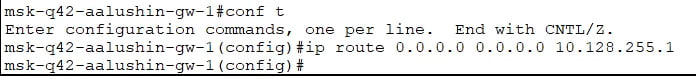 msk-q42-aalushin-gw-1#conf t
Enter configuration commands, one per line.  End with CNTL/Z.
msk-q42-aalushin-gw-1(config)#ip route 0.0.0.0 0.0.0.0 10.128.255.1
msk-q42-aalushin-gw-1(config)#